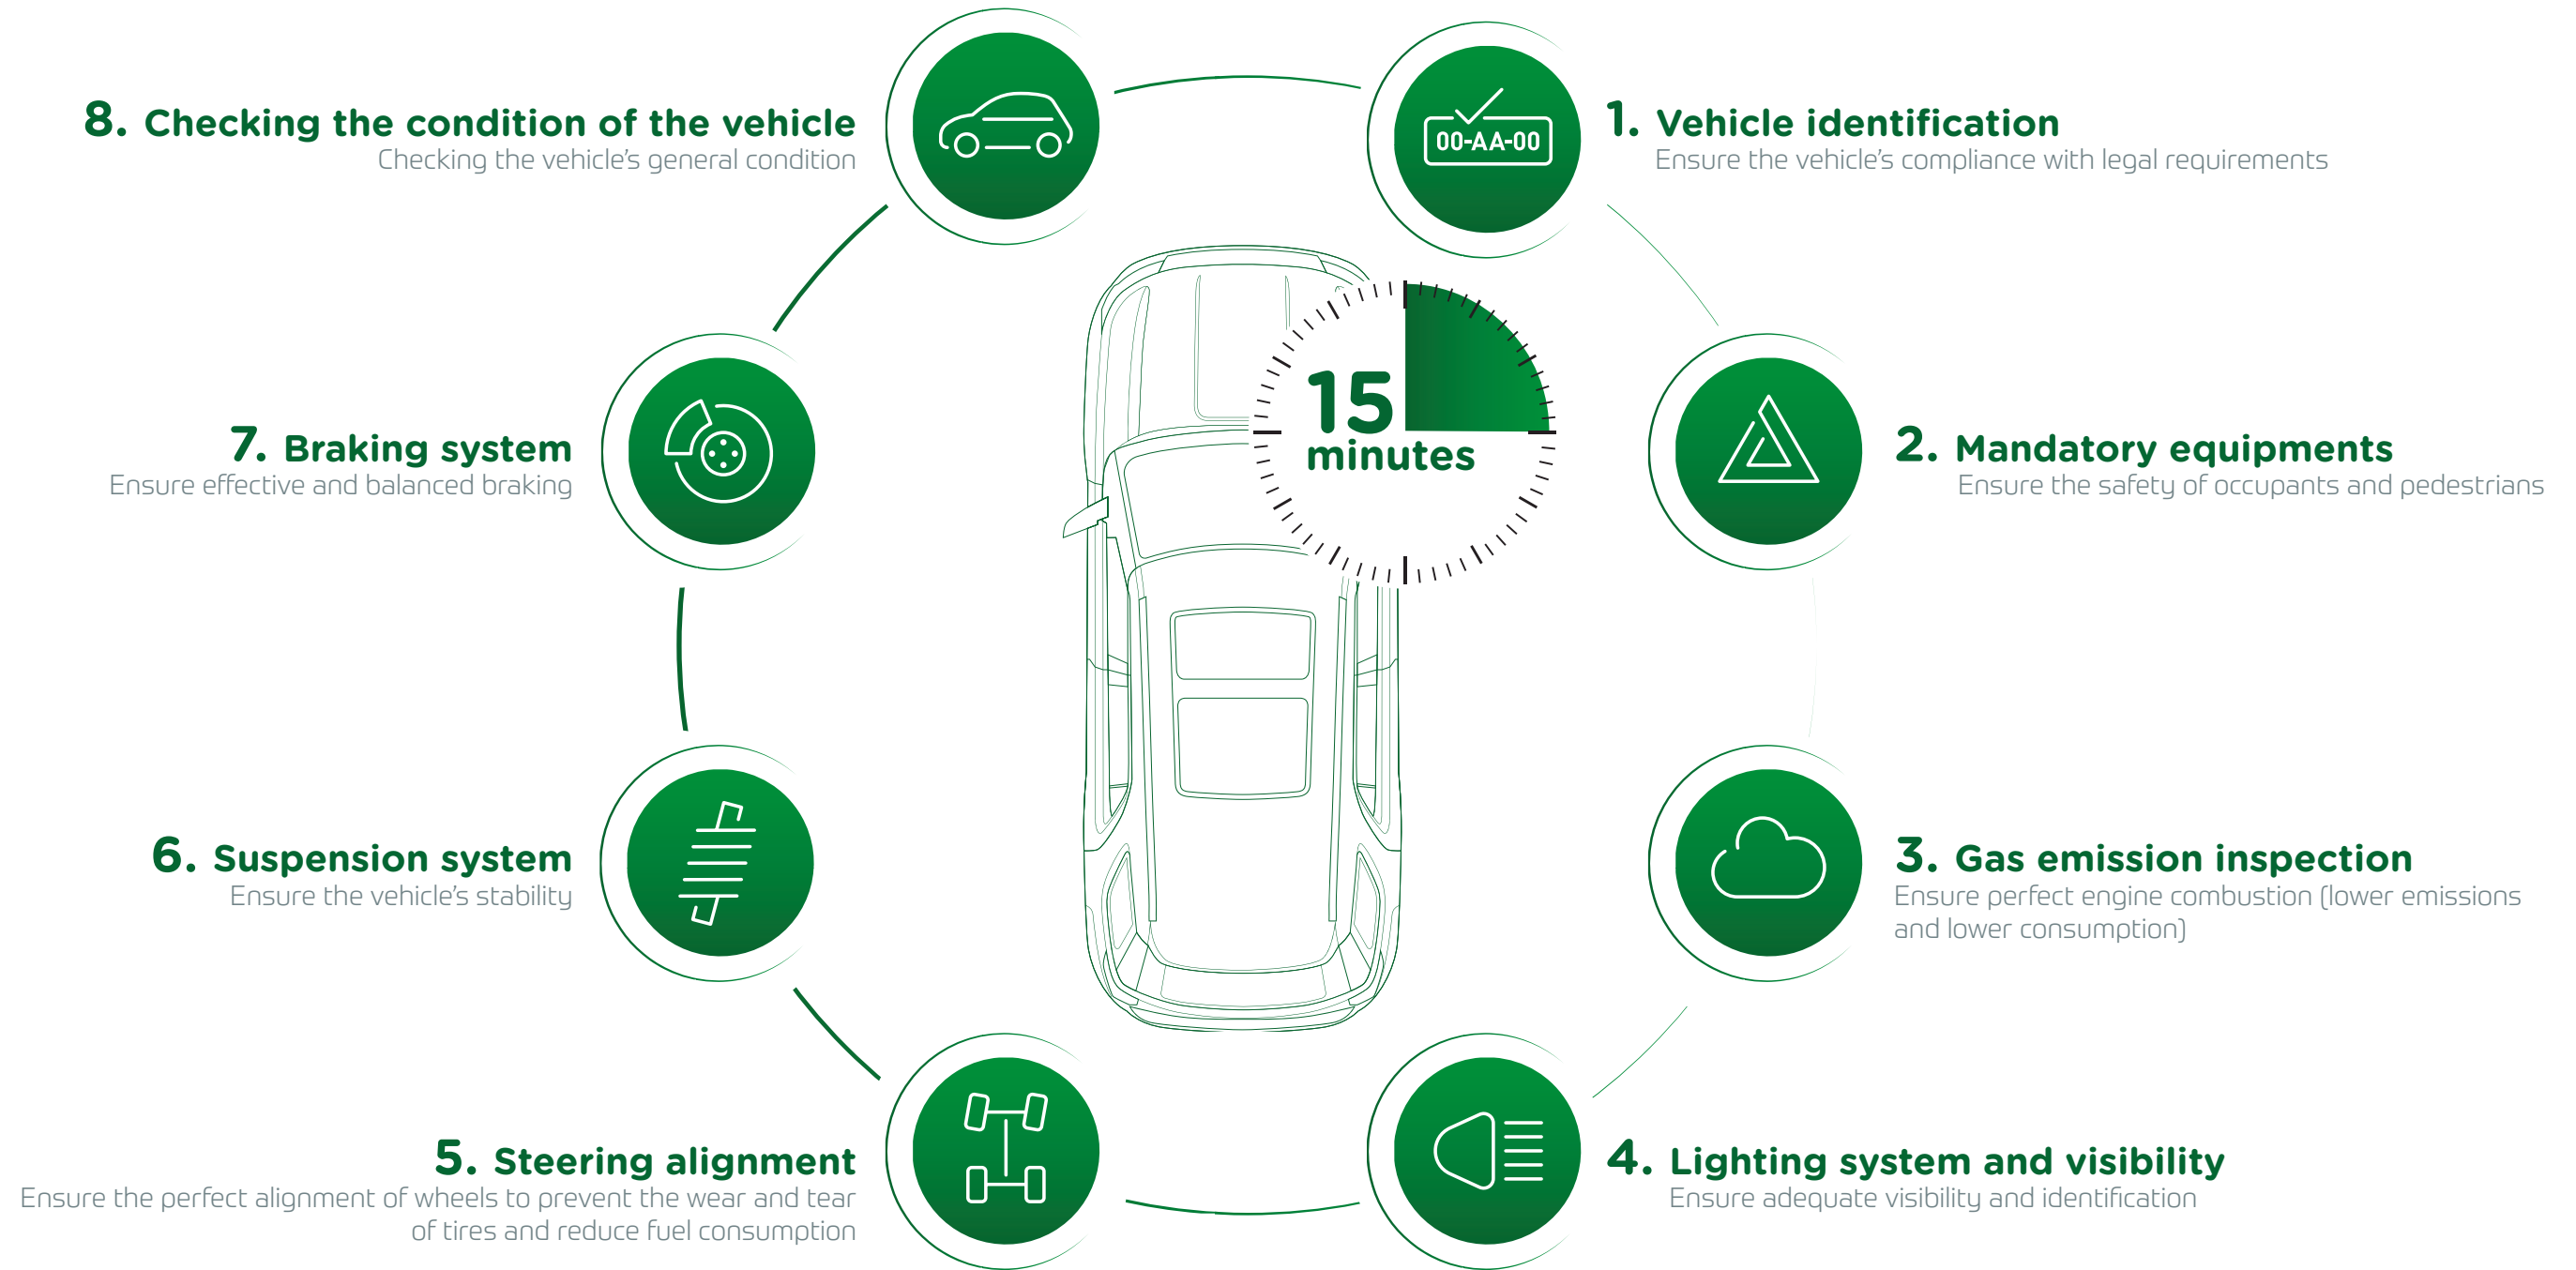 1. Vehicle identification
Ensure the vehicle’s compliance with legal requirements
00-AA-00
2. Mandatory equipments
Ensure the safety of occupants and pedestrians
3. Gas emission inspection
Ensure perfect engine combustion (lower emissions
and lower consumption)
4. Lighting system and visibility
Ensure adequate visibility and identification
5. Steering alignment
Ensure the perfect alignment of wheels to prevent the wear and tear
of tires and reduce fuel consumption
6. Suspension system
Ensure the vehicle’s stability
7. Braking system
Ensure effective and balanced braking
8. Checking the condition of the vehicle
Checking the vehicle’s general condition
15
minutes